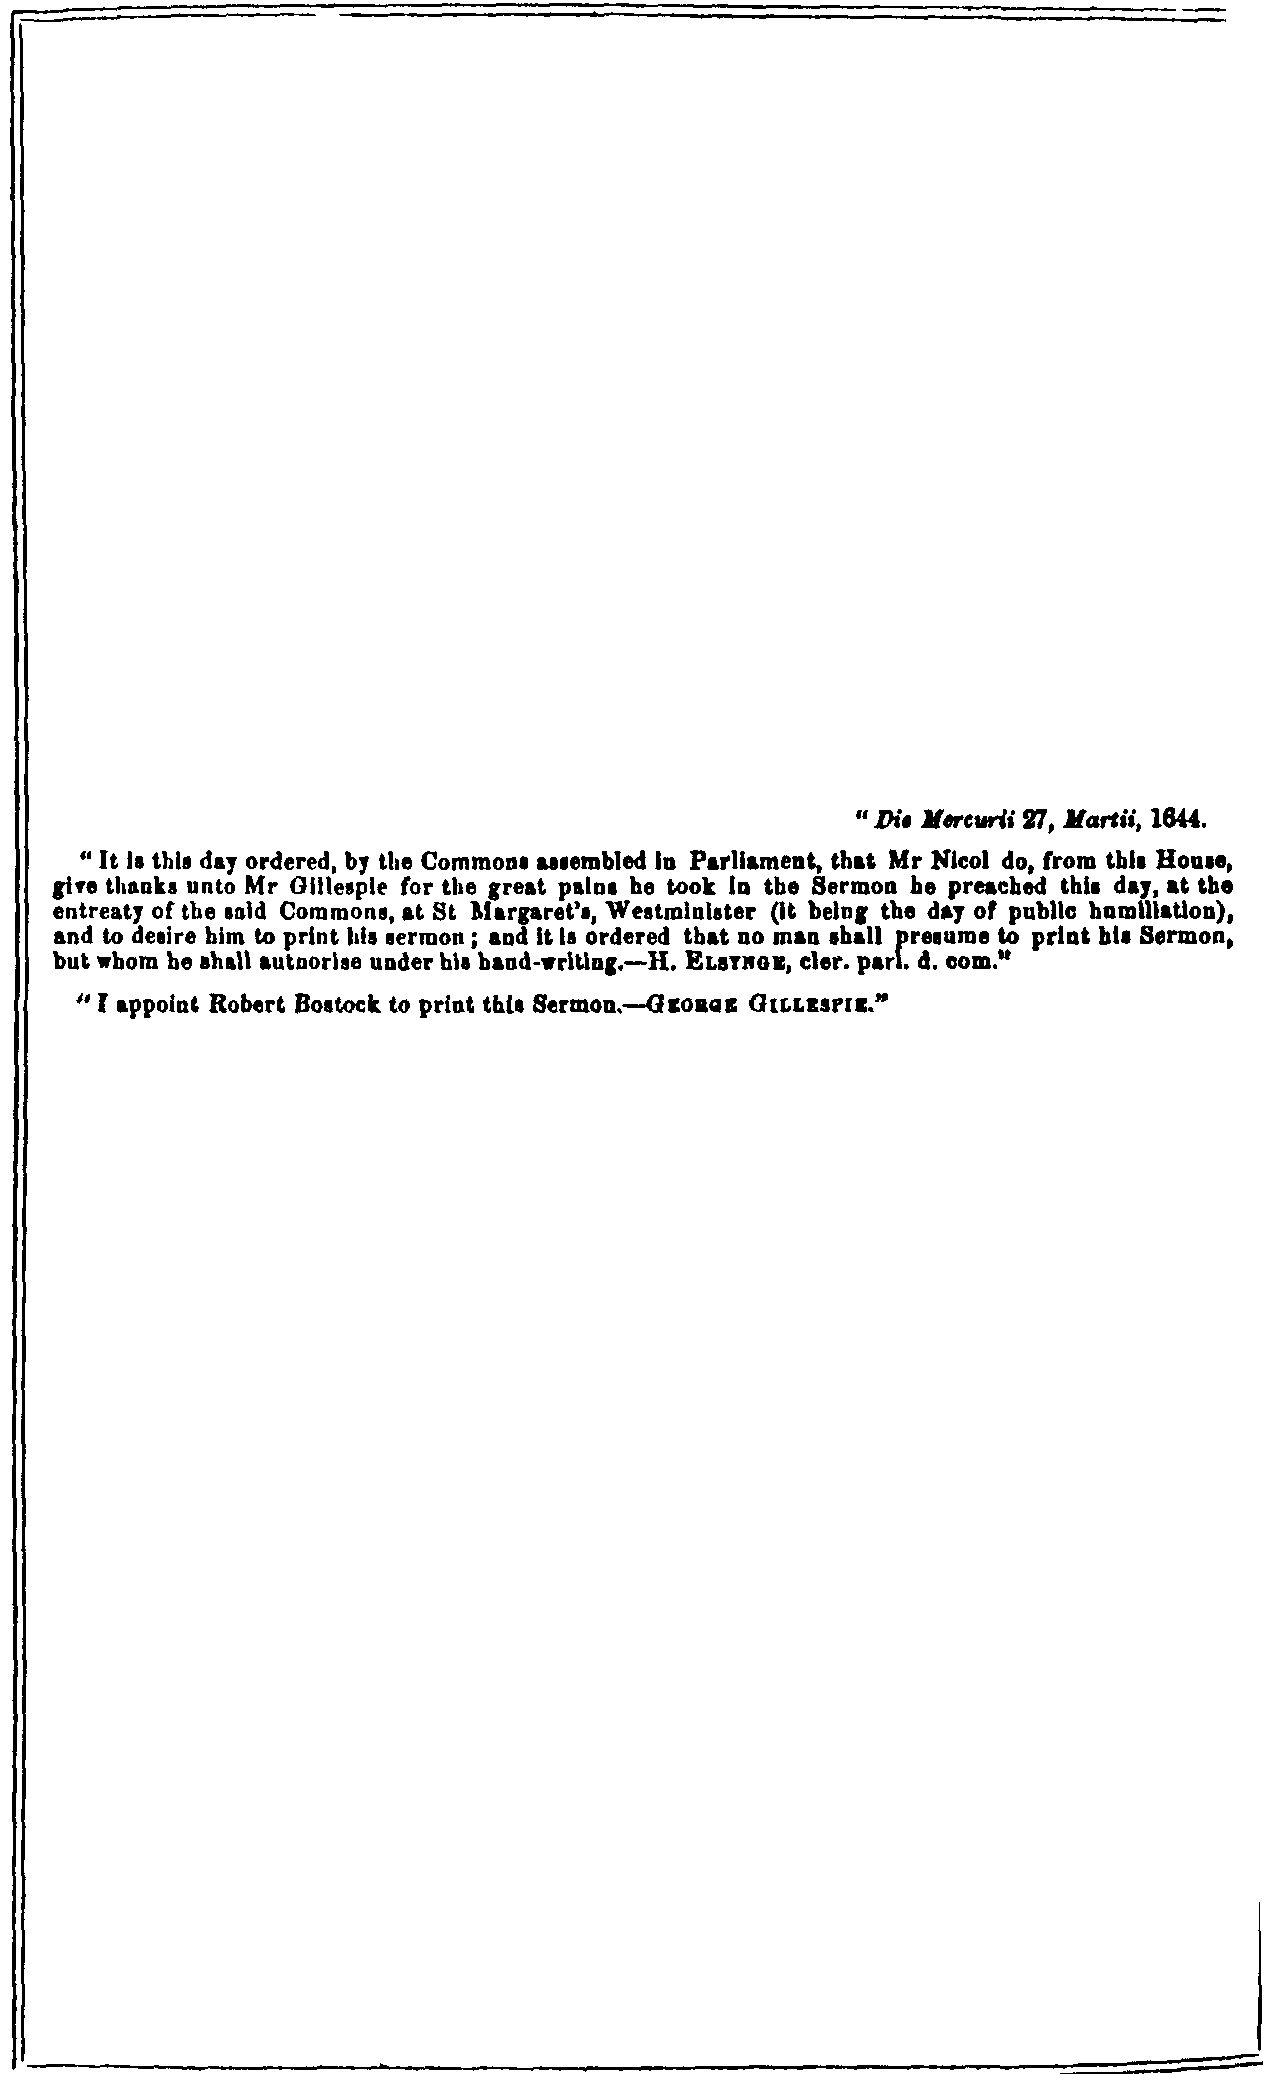 “ Die Mercurii 27, Martii, 1644.
“ It is this day ordered, by the Commons assembled in Parliament, that Mr Nicol do, from this House,
give thanks unto Mr Gillespie for the great pains he took in the Sermon he preached this day, at the
entreaty of the said Commons, at St Margaret's, Westminister (it being the day of public humiliation),
and to desire him to print his sermon ; and it is ordered that no man shall presume to print his Sermon,
but whom he shall autnorise under his hand-writing.—H. ELSYNGE, cler. parl. d. com.”
“ I appoint Robert Bostock to print this Sermon.—GEORGE GILLESPIE.”